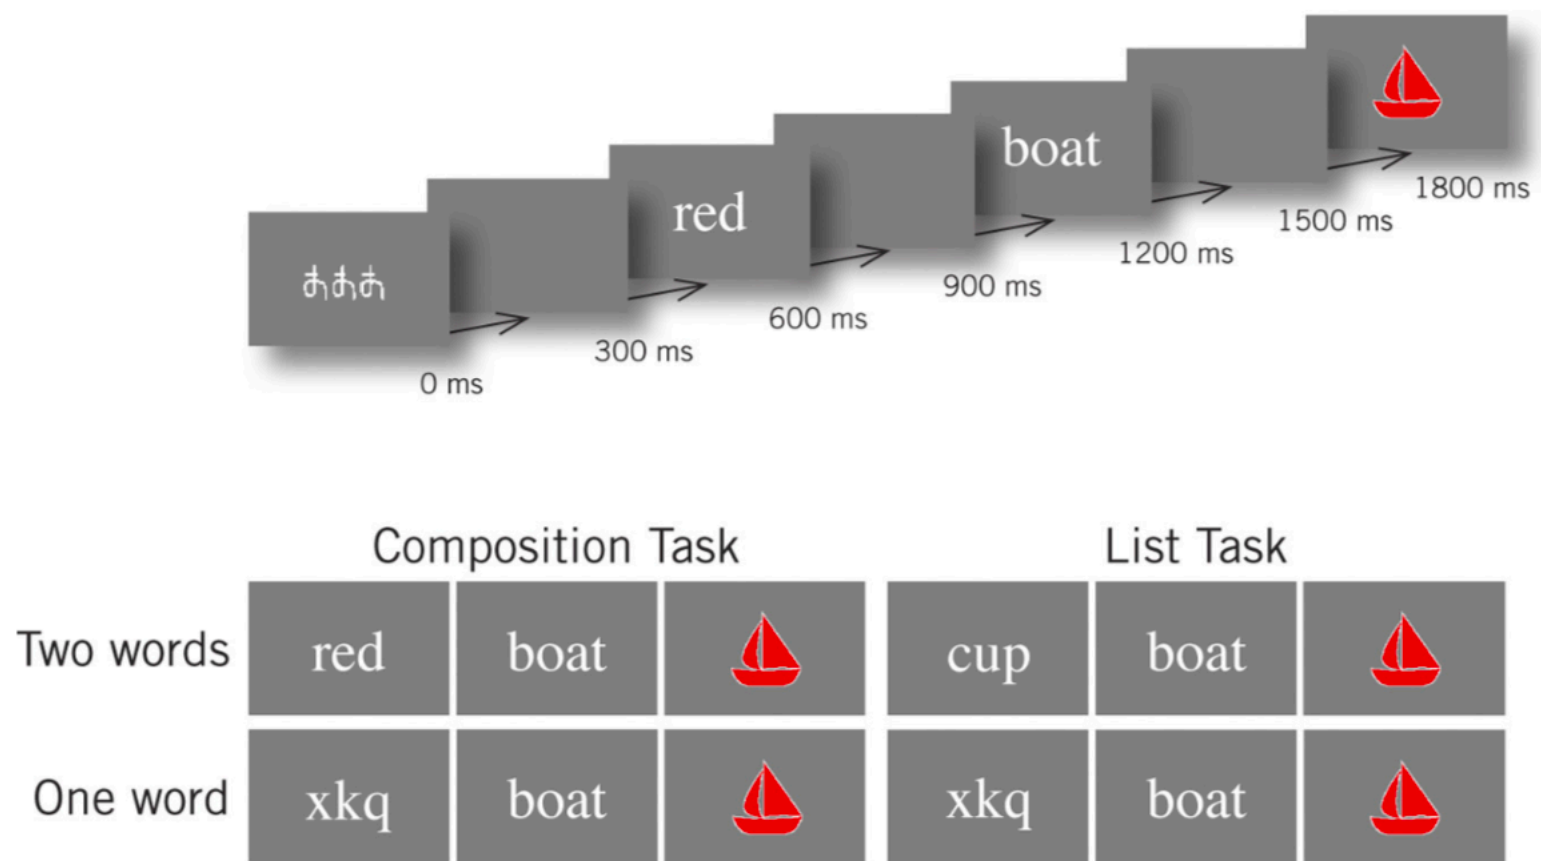 red
boat
0 ms
300 ms
600 ms
900 ms
1200 ms
1500 ms
1800 ms
Composition Task
List Task
Two words
red
boat
cup
boat
One word
xkq
boat
xkq
boat